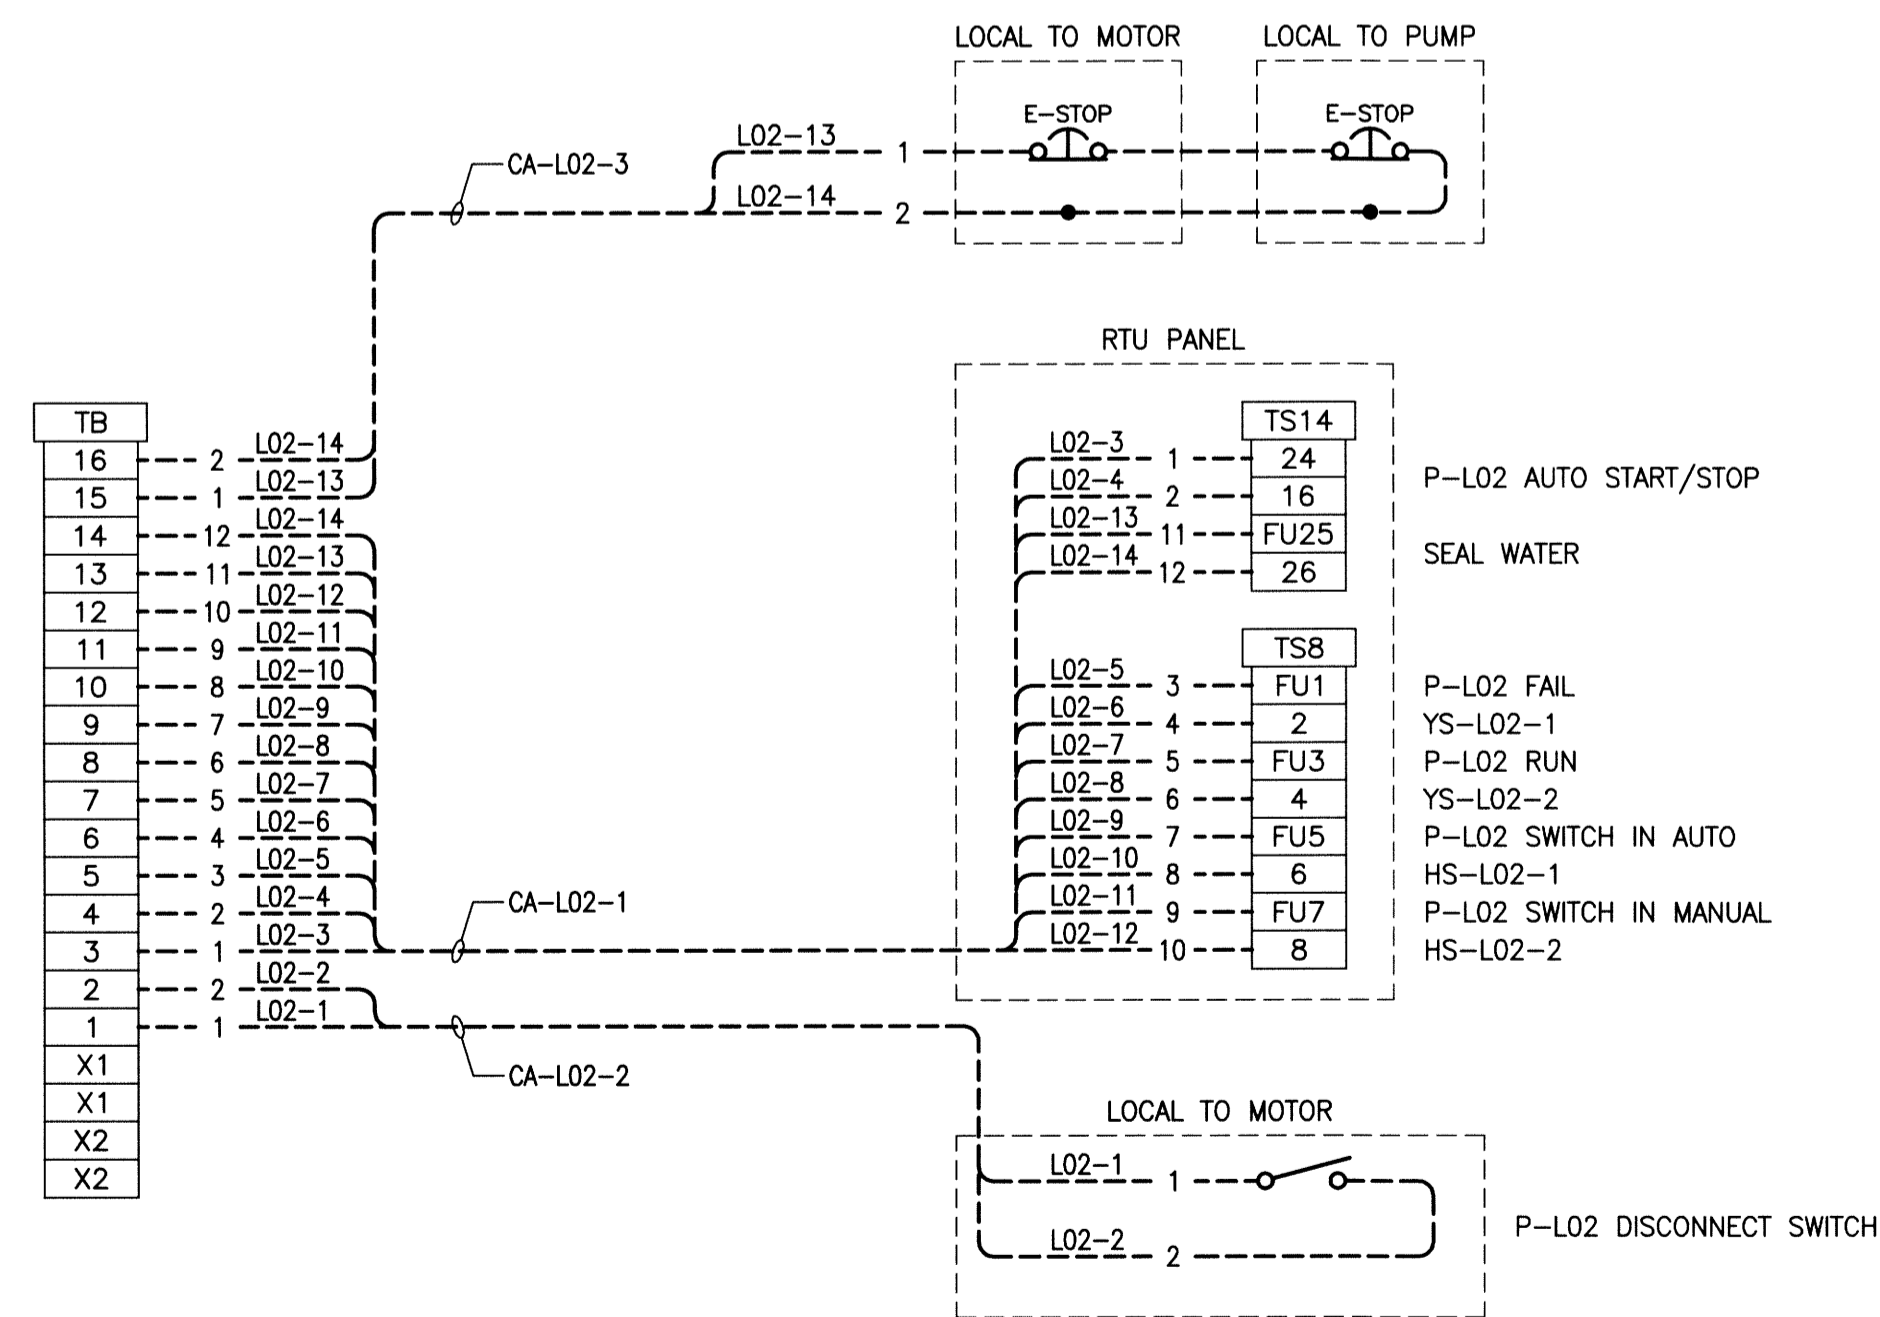 LOCAL TO MOTOR LOCAL TO PUMP
E-STOP E-STOP
L02-13 1
CA-L02-3
L02-14 2
RTU PANEL
TB
16 2 L02-14
15 1 L02-13
14 12 L02-14
13 11 L02-13
12 10 L02-12
11 9 L02-11
10 8 L02-10
9 7 L02-9
8 6 L02-8
7 5 L02-7
6 4 L02-6
5 3 L02-5
4 2 L02-4
3 1 L02-3
2 2 L02-2
1 1 L02-1
X1
X1
X2
X2
CA-L02-1
CA-L02-2
TS14
L02-3 1 24
P-L02 AUTO START/STOP
L02-4 2 16
L02-13 11 FU25
SEAL WATER
L02-14 12 26
TS8
L02-5 3 FU1 P-L02 FAIL
L02-6 4 2 YS-L02-1
L02-7 5 FU3 P-L02 RUN
L02-8 6 4 YS-L02-2
L02-9 7 FU5 P-L02 SWITCH IN AUTO
L02-10 8 6 HS-L02-1
L02-11 9 FU7 P-L02 SWITCH IN MANUAL
L02-12 10 8 HS-L02-2
LOCAL TO MOTOR
L02-1 1
P-L02 DISCONNECT SWITCH
L02-2 2